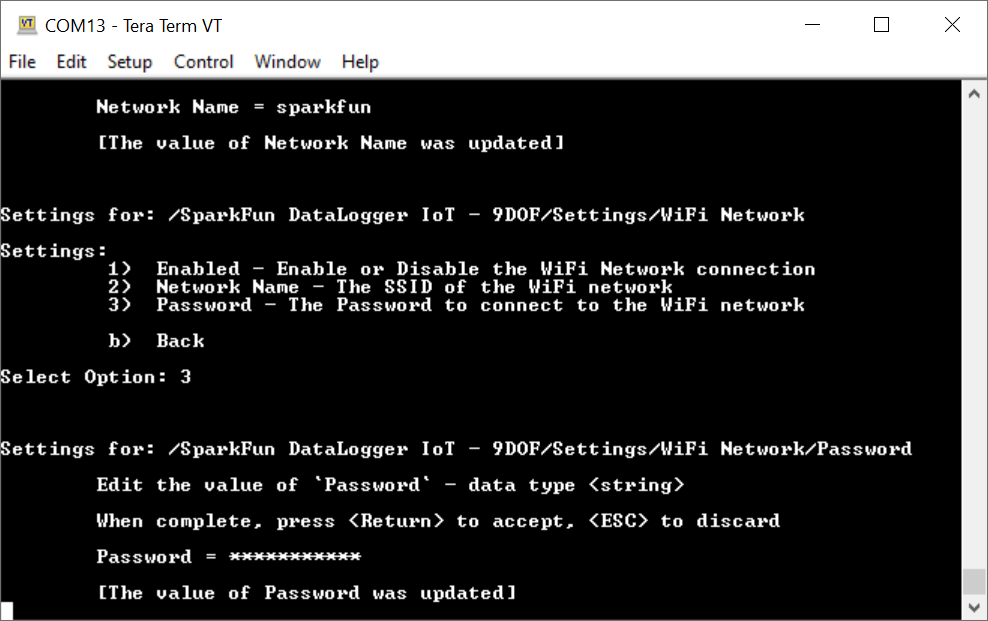 COM13 - Tera Term VT
File Edit Setup Control Window Help
Network Name = sparkfun
[The value of Network Name was updated]
Settings for: /SparkFun DataLogger IoT - 9DOF/Settings/WiFi Network
Settings:
1) Enabled - Enable or Disable the WiFi Network connection
2) Network Name - The SSID of the WiFi network
3) Password - The Password to connect to the WiFi network
b) Back
Select Option: 3
Settings for: /SparkFun DataLogger IoT - 9DOF/Settings/WiFi Network/Password
Edit the value of `Password` - data type <string>
When complete, press <Return> to accept, <ESC> to discard
Password = ***********
[The value of Password was updated]